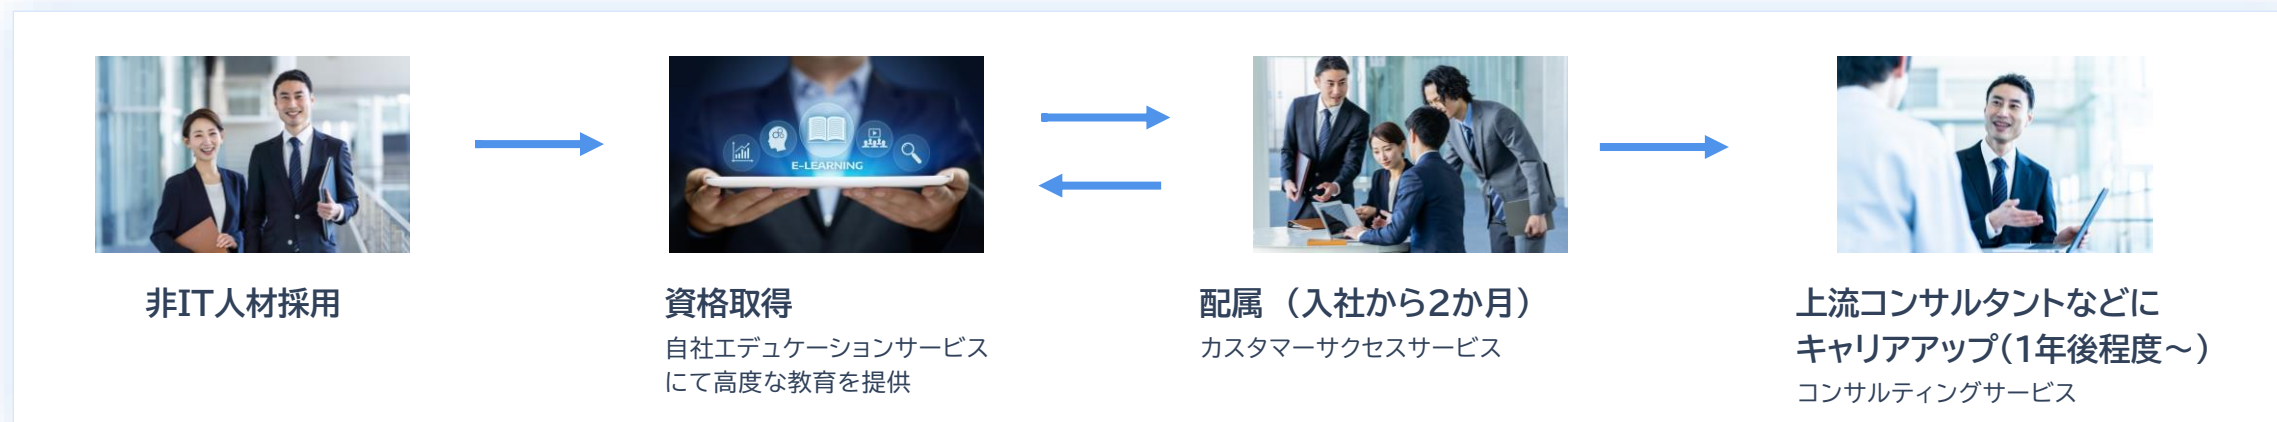 E-LEARNING
非IT人材採用
資格取得
自社エデュケーションサービス
にて高度な教育を提供
配属 （入社から2か月）
カスタマーサクセスサービス
上流コンサルタントなどに
キャリアアップ(1年後程度～)
コンサルティングサービス